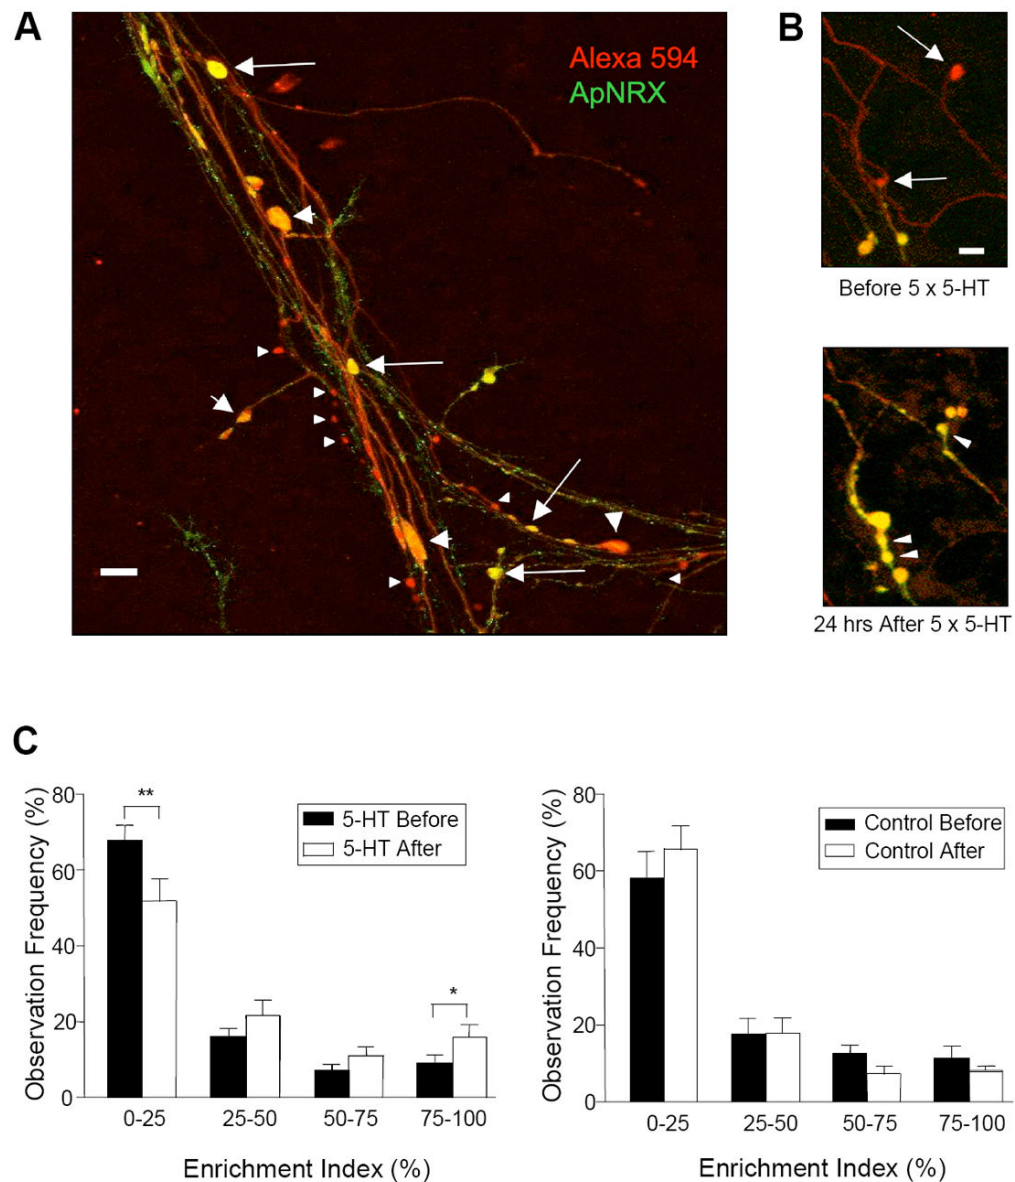 A
Alexa 594
ApNRX
B
Before 5 x 5-HT
24 hrs After 5 x 5-HT
C
Observation Frequency (%)
80
60
40
20
0
**
*
5-HT Before
5-HT After
0-25
25-50
50-75
75-100
Enrichment Index (%)
Observation Frequency (%)
80
60
40
20
0
Control Before
Control After
0-25
25-50
50-75
75-100
Enrichment Index (%)